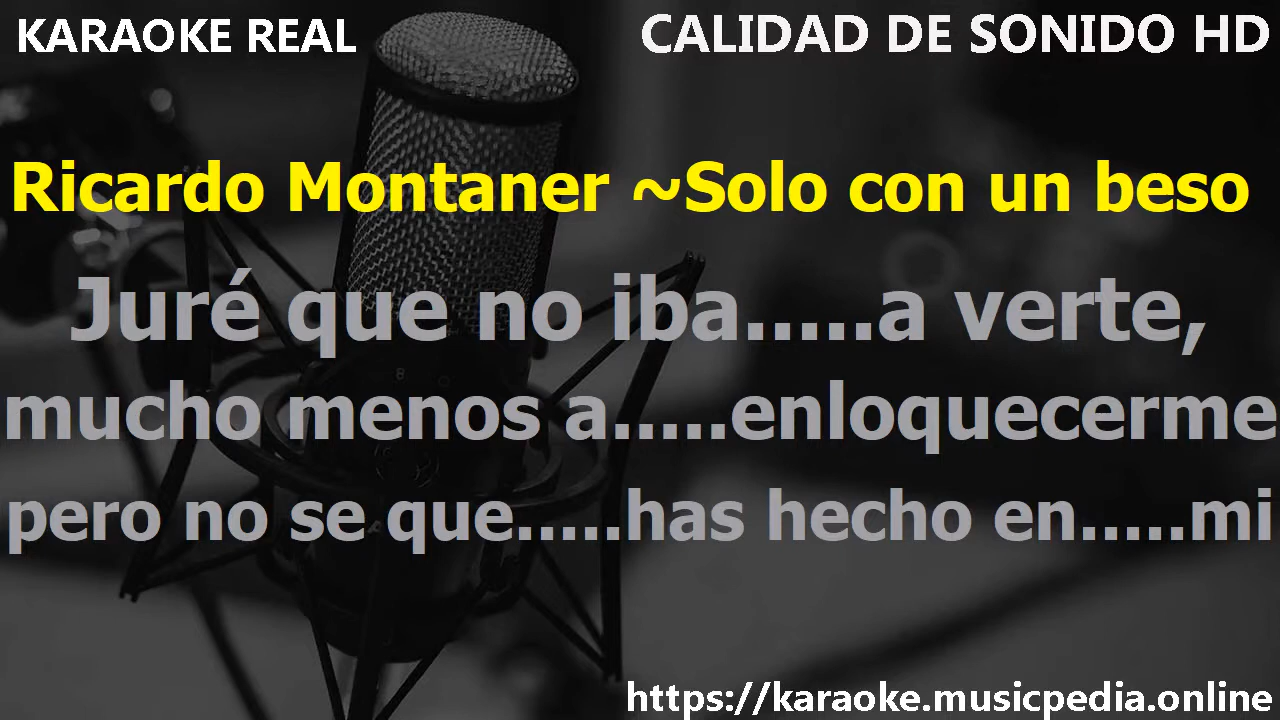 KARAOKE REAL
CALIDAD DE SONIDO HD
Ricardo Montaner ~Solo con un beso
Juré que no iba.....a verte,
mucho menos a.....enloquecerme
pero no se que.....has hecho en.....mi
https://karaoke.musicpedia.online